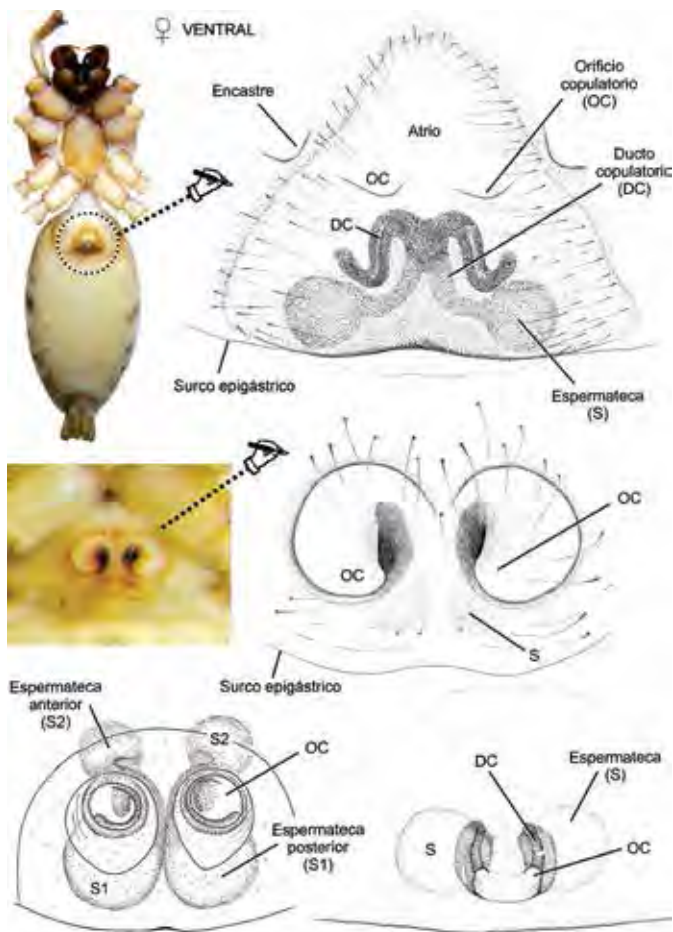 ♀ VENTRAL
Encastre
Orificio
copulatorio
(OC)
Atrio
OC
Ducto
copulatorio
(DC)
DC
Surco epigástrico
Espermateca
(S)
OC
OC
S
Surco epigástrico
Espermateca
anterior
(S2)
S2
OC
Espermateca
posterior
(S1)
S1
DC
Espermateca
(S)
S
OC